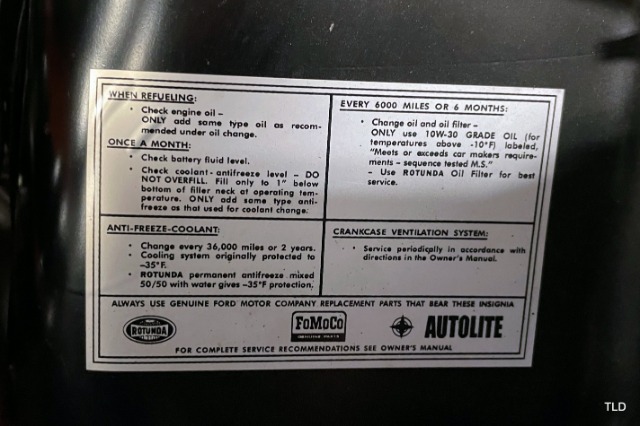 WHEN REFUELING:
• Check engine oil –
ONLY add same type oil as recom-
mended under oil change.
ONCE A MONTH:
• Check battery fluid level.
• Check coolant - antifreeze level – DO
NOT OVERFILL. Fill only to 1" below
bottom of filler neck at operating tem-
perature. ONLY add same type anti-
freeze as that used for coolant change.
EVERY 6000 MILES OR 6 MONTHS:
• Change oil and oil filter –
ONLY use 10W-30 GRADE OIL (for
temperatures above -10°F) labeled,
"Meets or exceeds car makers require-
ments – sequence tested M.S."
– Use ROTUNDA Oil Filter for best
service.
ANTI-FREEZE-COOLANT:
• Change every 36,000 miles or 2 years.
• Cooling system originally protected to
–35°F.
• ROTUNDA permanent antifreeze mixed
50/50 with water gives –35°F protection.
CRANKCASE VENTILATION SYSTEM:
• Service periodically in accordance with
directions in the Owner's Manual.
ALWAYS USE GENUINE FORD MOTOR COMPANY REPLACEMENT PARTS THAT BEAR THESE INSIGNIA
ROTUNDA
FoMoCo
GENUINE PARTS
AUTOLITE
FOR COMPLETE SERVICE RECOMMENDATIONS SEE OWNER'S MANUAL
TLD